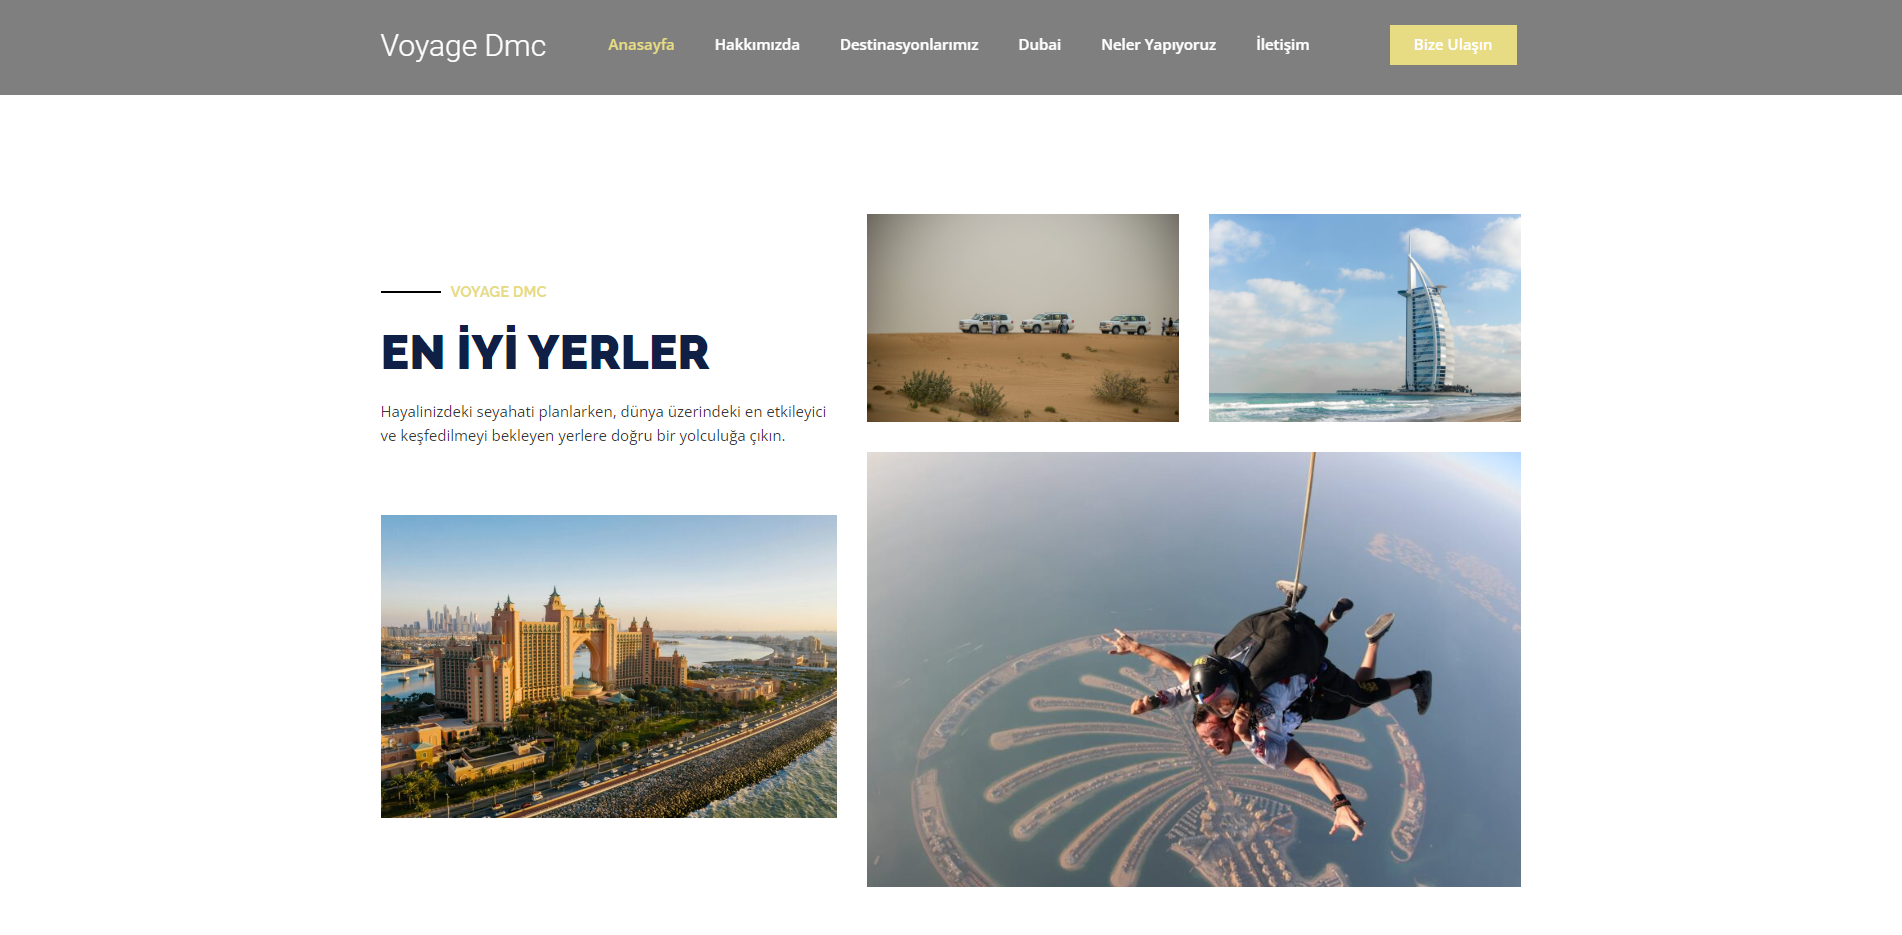 Voyage Dmc
Anasayfa
Hakkımızda
Destinasyonlarımız
Dubai
Neler Yapıyoruz
İletişim
Bize Ulaşın
VOYAGE DMC
EN İYİ YERLER
Hayalinizdeki seyahati planlarken, dünya üzerindeki en etkileyici
ve keşfedilmeyi bekleyen yerlere doğru bir yolculuğa çıkın.